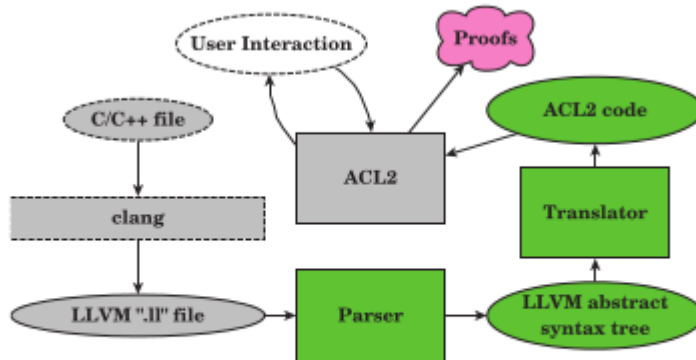 User Interaction
Proofs
C/C++ file
ACL2 code
ACL2
clang
Translator
LLVM ".ll" file
Parser
LLVM abstract
syntax tree